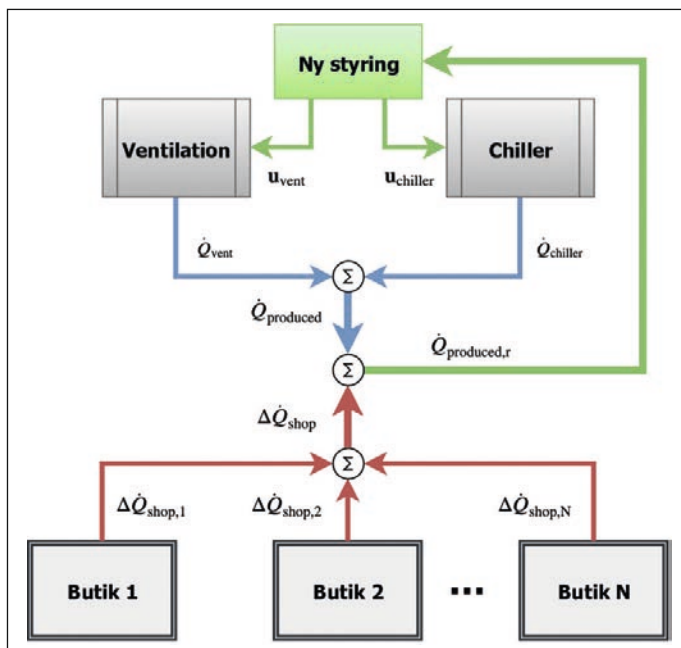 Ny styring
Ventilation
Chiller
u_vent
u_chiller
Q̇_vent
Σ
Q̇_chiller
Q̇_produced
Σ
Q̇_produced,r
ΔQ̇_shop
Σ
ΔQ̇_shop,1
ΔQ̇_shop,2
ΔQ̇_shop,N
Butik 1
Butik 2
...
Butik N